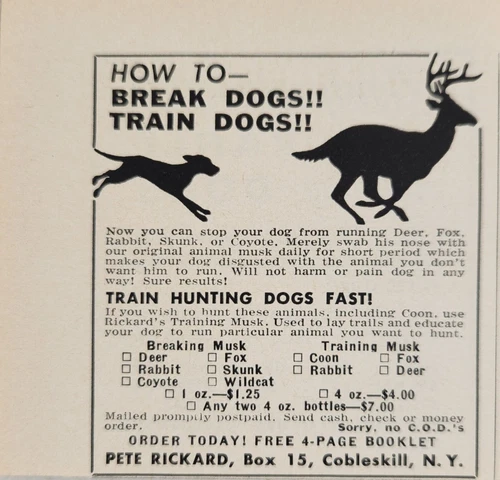 HOW TO—
BREAK DOGS!!
TRAIN DOGS!!
Now you can stop your dog from running Deer, Fox,
Rabbit, Skunk, or Coyote. Merely swab his nose with
our original animal musk daily for short period which
makes your dog disgusted with the animal you don't
want him to run. Will not harm or pain dog in any
way! Sure results!
TRAIN HUNTING DOGS FAST!
If you wish to hunt these animals, including Coon, use
Rickard's Training Musk. Used to lay trails and educate
your dog to run particular animal you want to hunt.
Breaking Musk Training Musk
☐ Deer ☐ Fox ☐ Coon ☐ Fox
☐ Rabbit ☐ Skunk ☐ Rabbit ☐ Deer
☐ Coyote ☐ Wildcat
☐ 1 oz.—$1.25 ☐ 4 oz.—$4.00
☐ Any two 4 oz. bottles—$7.00
Mailed promptly postpaid. Send cash, check or money
order. Sorry, no C.O.D.'s
ORDER TODAY! FREE 4-PAGE BOOKLET
PETE RICKARD, Box 15, Cobleskill, N. Y.